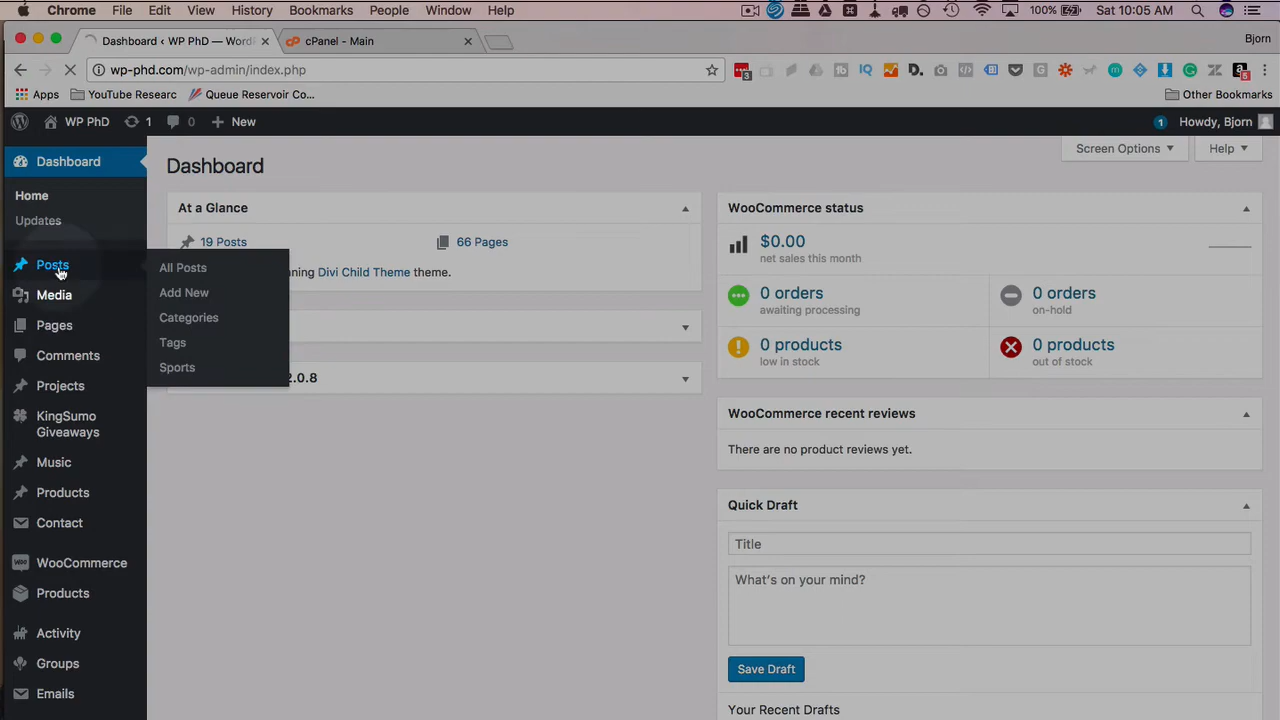 Chrome File Edit View History Bookmarks People Window Help 100% Sat 10:05 AM
Dashboard ‹ WP PhD — Word cPanel - Main Bjorn
wp-phd.com/wp-admin/index.php
Apps YouTube Researc Queue Reservoir Co... Other Bookmarks
WP PhD 1 0 New 1 Howdy, Bjorn
Dashboard
Home
Updates
Posts
Media
Pages
Comments
Projects
KingSumo
Giveaways
Music
Products
Contact
WooCommerce
Products
Activity
Groups
Emails
All Posts
Add New
Categories
Tags
Sports
Screen Options Help
Dashboard
At a Glance
19 Posts 66 Pages
nning Divi Child Theme theme.
2.0.8
WooCommerce status
$0.00
net sales this month
0 orders
awaiting processing
0 orders
on-hold
0 products
low in stock
0 products
out of stock
WooCommerce recent reviews
There are no product reviews yet.
Quick Draft
Title
What's on your mind?
Save Draft
Your Recent Drafts